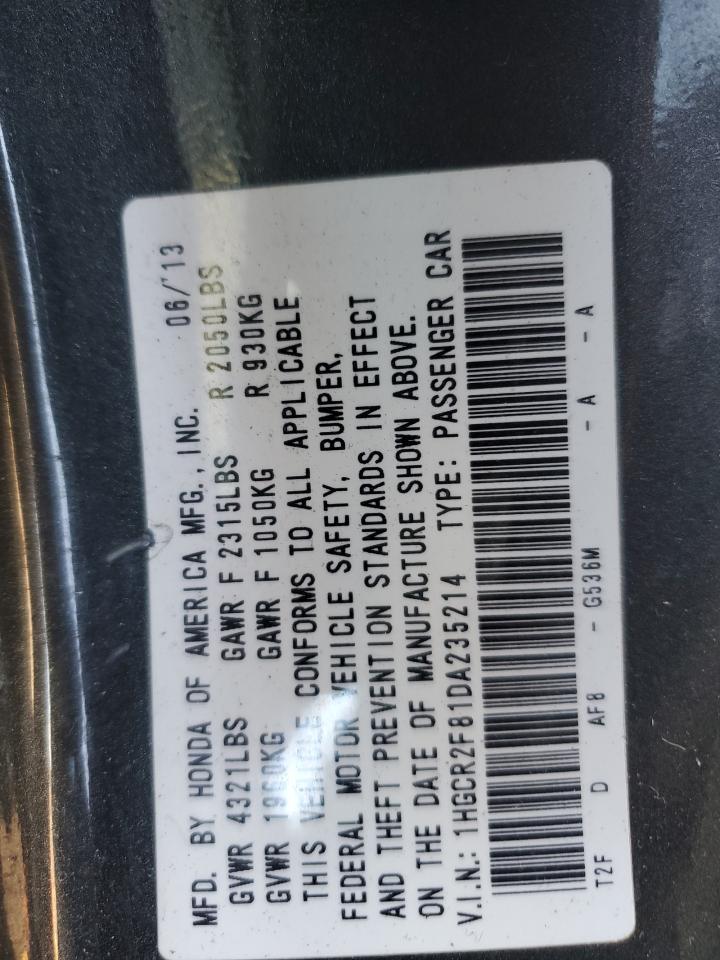 MFD. BY HONDA OF AMERICA MFG., INC. 06/'13
GVWR 4321LBS GAWR F 2315LBS R 2050LBS
GVWR 1960KG GAWR F 1050KG R 930KG
THIS VEHICLE CONFORMS TO ALL APPLICABLE
FEDERAL MOTOR VEHICLE SAFETY, BUMPER,
AND THEFT PREVENTION STANDARDS IN EFFECT
ON THE DATE OF MANUFACTURE SHOWN ABOVE.
V.I.N.: 1HGCR2F81DA235214 TYPE: PASSENGER CAR
T2F D AF8 - G536M - A - A